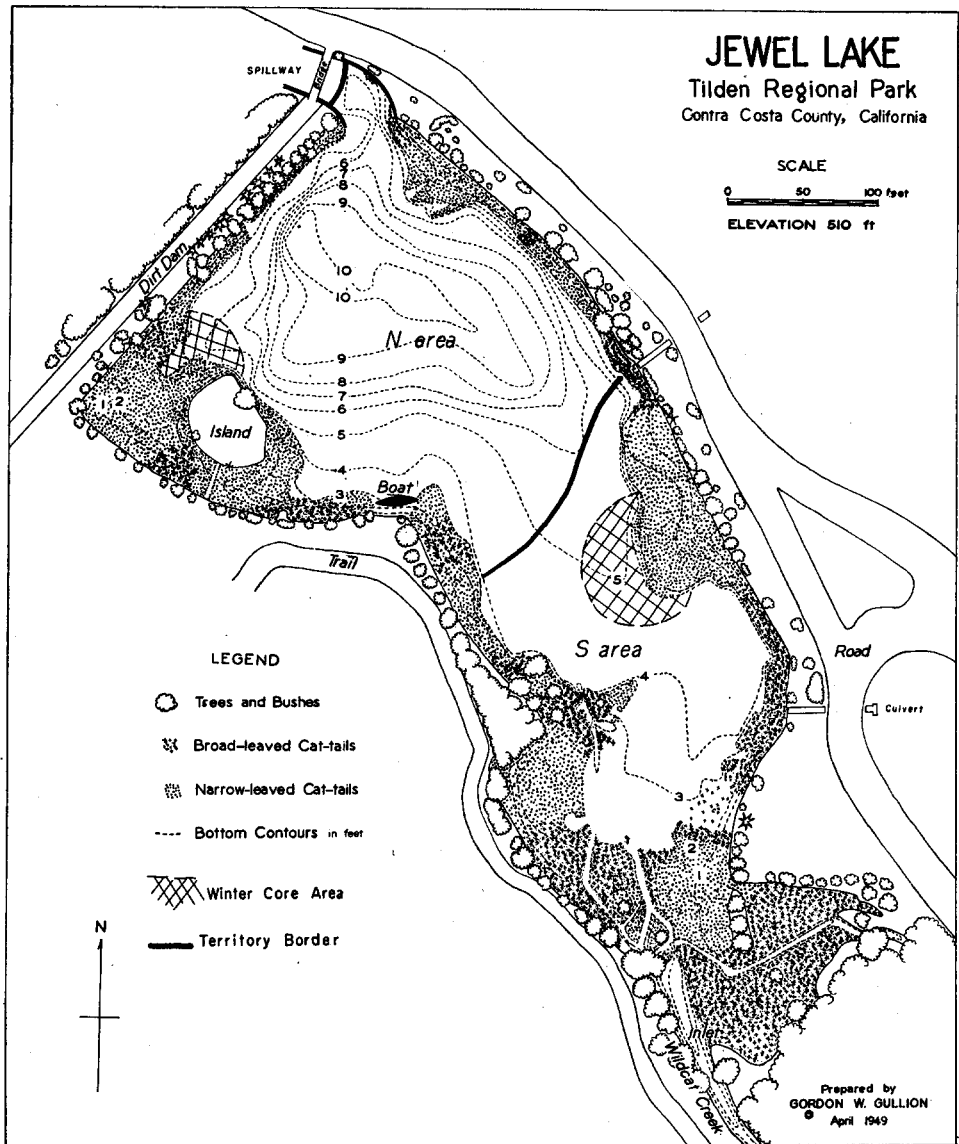 JEWEL LAKE
Tilden Regional Park
Contra Costa County, California
SCALE
0 50 100 feet
ELEVATION 510 ft
SPILLWAY
Bridge
Dirt Dam
6
7
8
9
10
10
N area
9
8
7
6
5
4
3
1, 2
Island
Boat
Trail
5
S area
4
Road
Culvert
3
2
1
LEGEND
Trees and Bushes
Broad-leaved Cat-tails
Narrow-leaved Cat-tails
Bottom Contours in feet
Winter Core Area
Territory Border
N
Inlet
Wildcat Creek
Prepared by
GORDON W. GULLION
©
April 1949